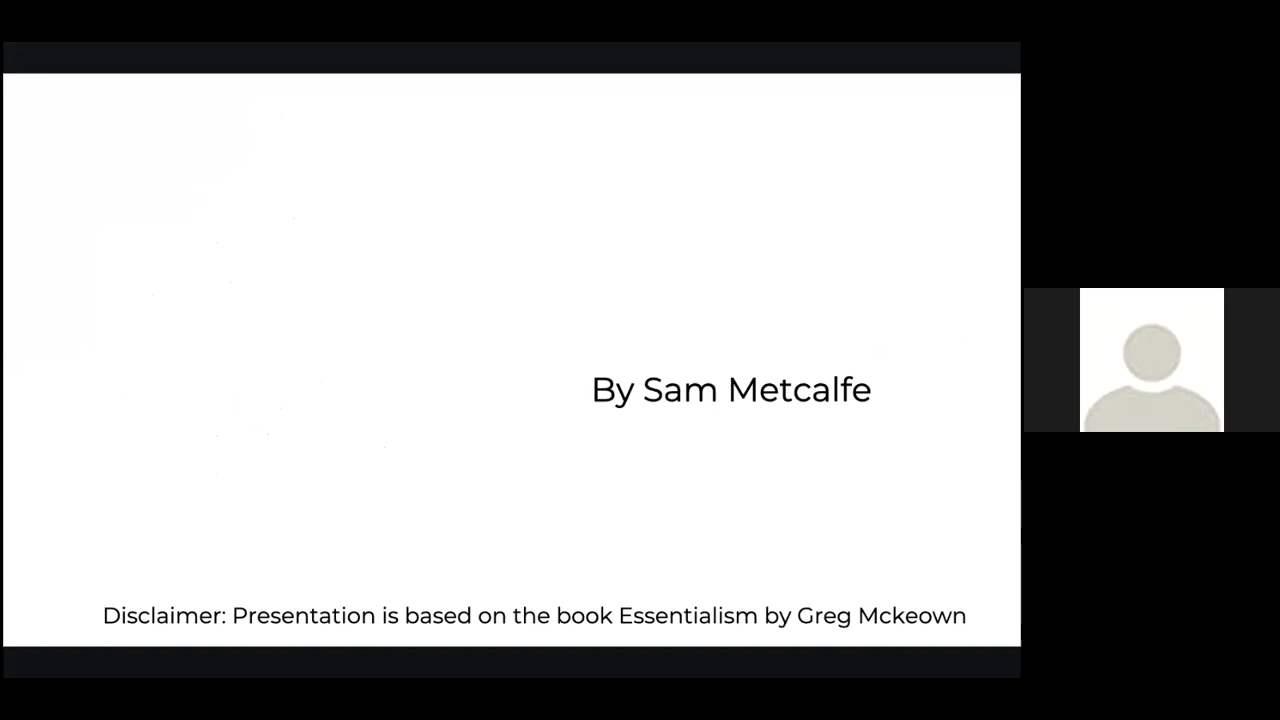 By Sam Metcalfe
Disclaimer: Presentation is based on the book Essentialism by Greg Mckeown